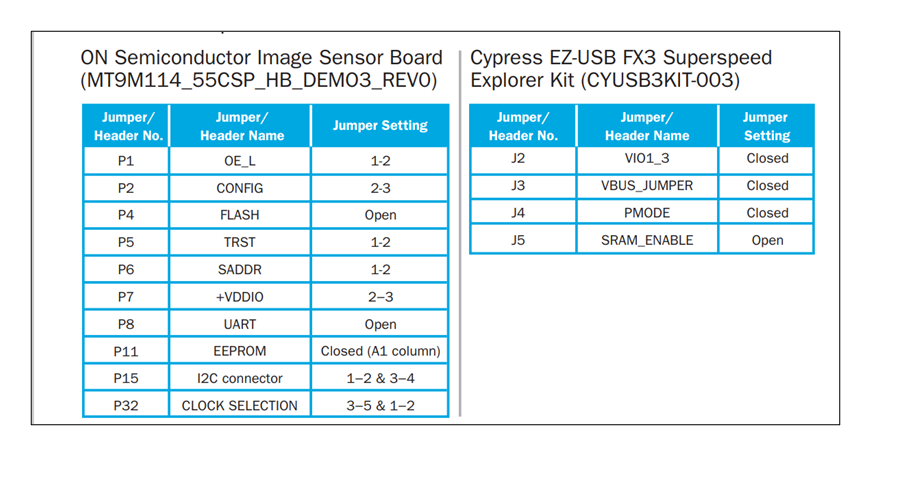 ON Semiconductor Image Sensor Board
(MT9M114_55CSP_HB_DEMO3_REV0)
Jumper/ Header No. Jumper/ Header Name Jumper Setting
P1 OE_L 1-2
P2 CONFIG 2-3
P4 FLASH Open
P5 TRST 1-2
P6 SADDR 1-2
P7 +VDDIO 2–3
P8 UART Open
P11 EEPROM Closed (A1 column)
P15 I2C connector 1–2 & 3–4
P32 CLOCK SELECTION 3–5 & 1–2
Cypress EZ-USB FX3 Superspeed
Explorer Kit (CYUSB3KIT-003)
Jumper/ Header No. Jumper/ Header Name Jumper Setting
J2 VIO1_3 Closed
J3 VBUS_JUMPER Closed
J4 PMODE Closed
J5 SRAM_ENABLE Open